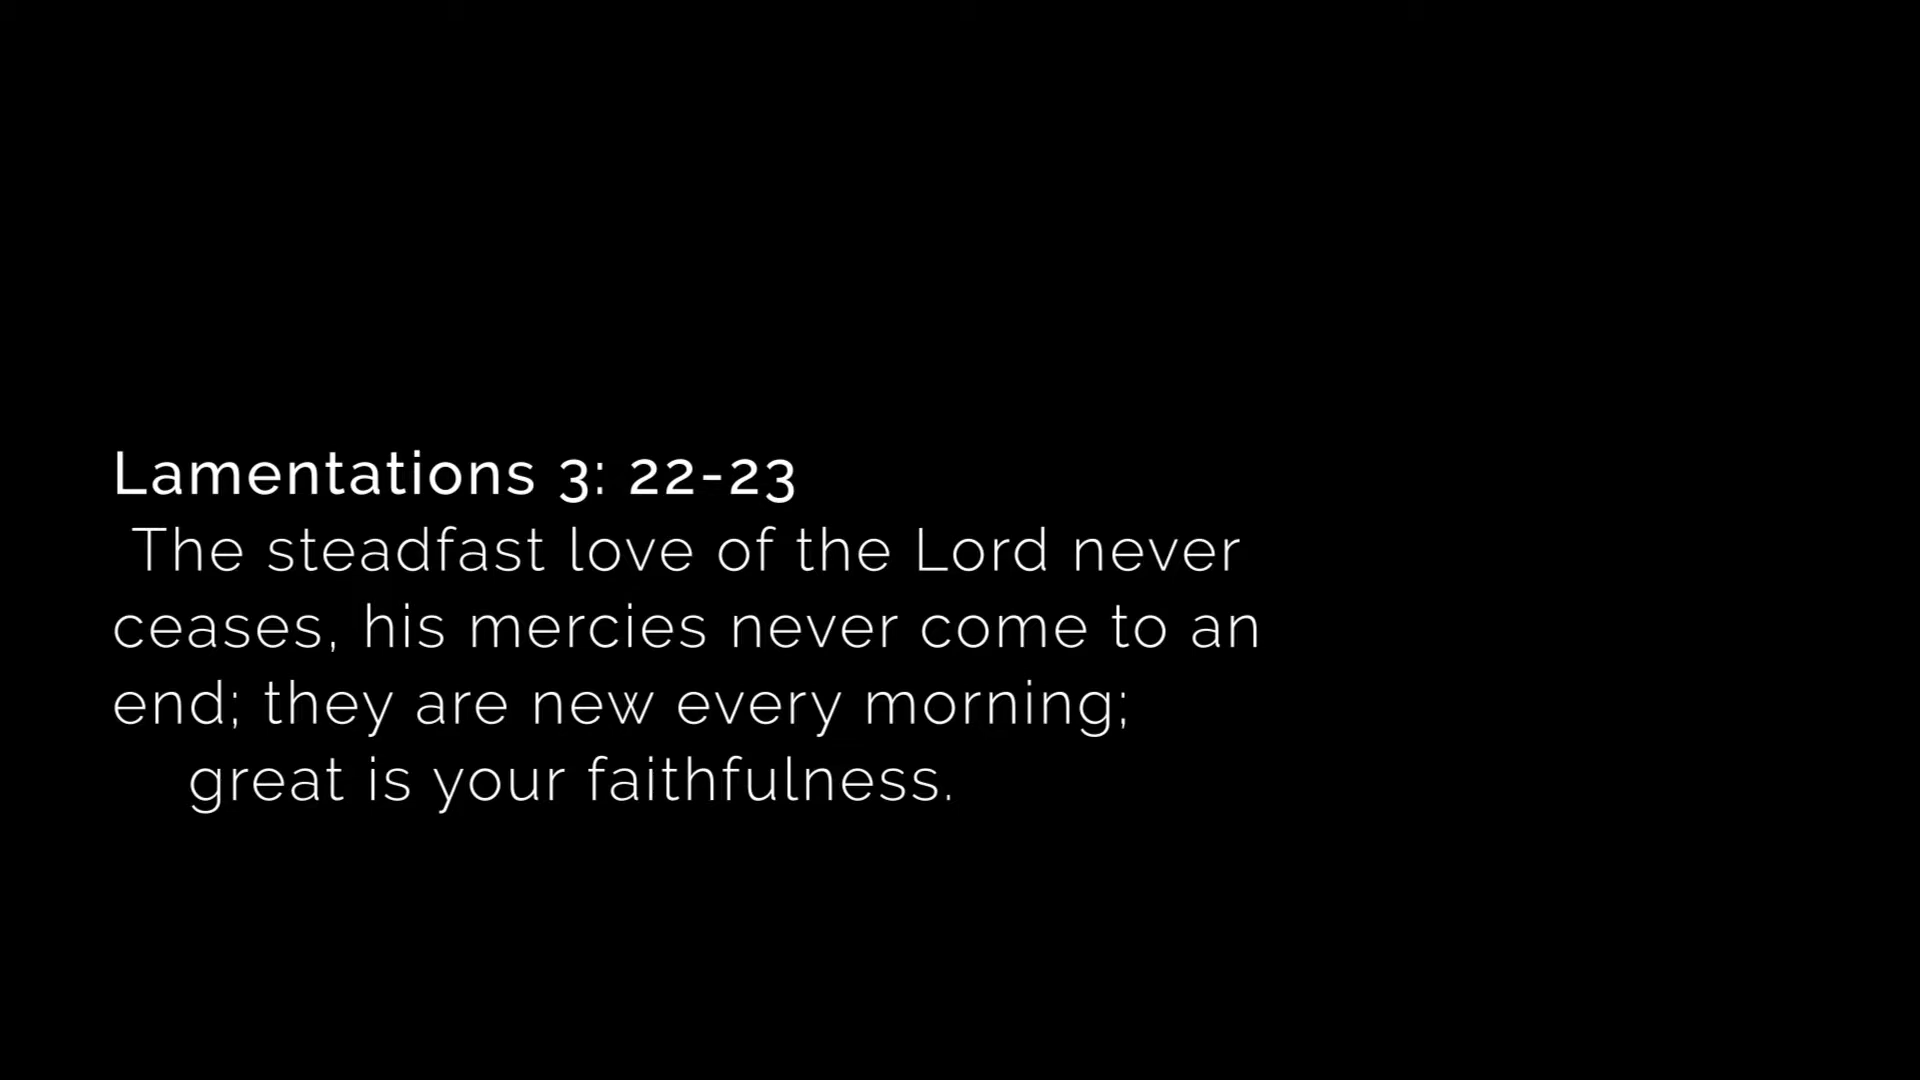 Lamentations 3: 22-23
The steadfast love of the Lord never
ceases, his mercies never come to an
end; they are new every morning;
great is your faithfulness.